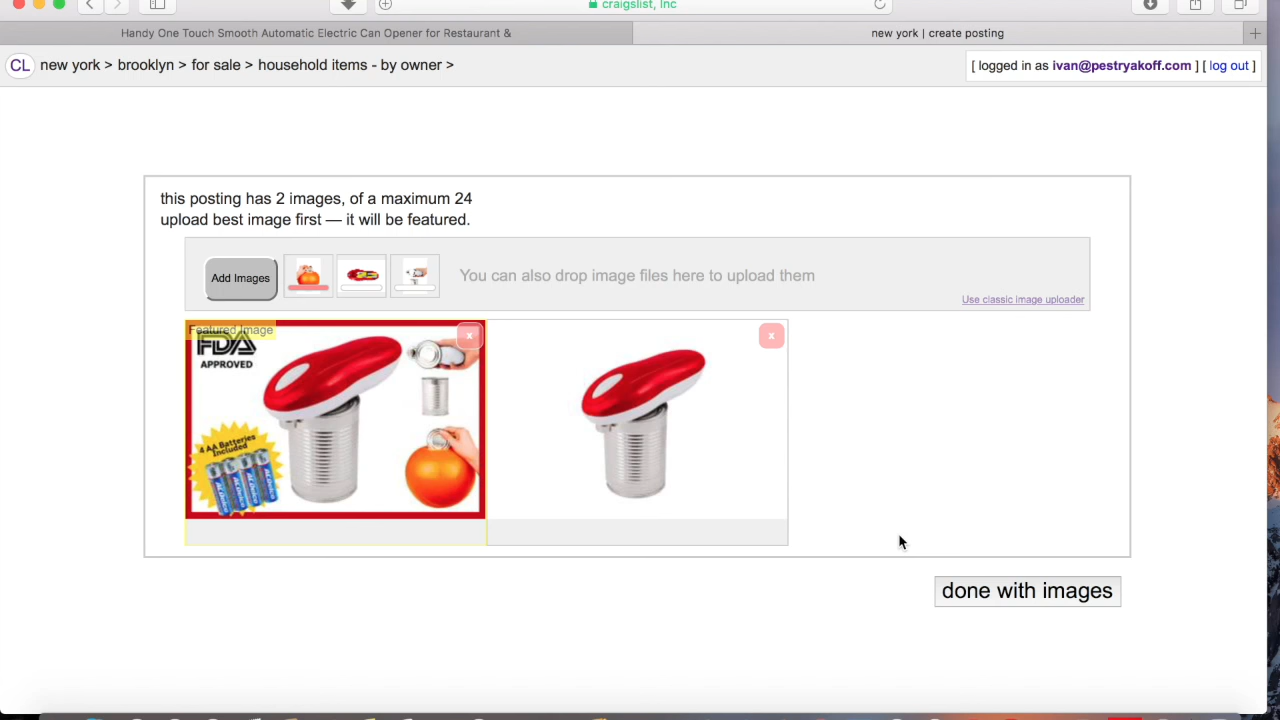 craigslist, Inc
Handy One Touch Smooth Automatic Electric Can Opener for Restaurant &
new york | create posting
CL new york > brooklyn > for sale > household items - by owner >
[ logged in as ivan@pestryakoff.com ] [ log out ]
this posting has 2 images, of a maximum 24
upload best image first — it will be featured.
Add Images
You can also drop image files here to upload them
Use classic image uploader
Featured Image
x
x
FDA
APPROVED
4 AA Batteries
Included
done with images